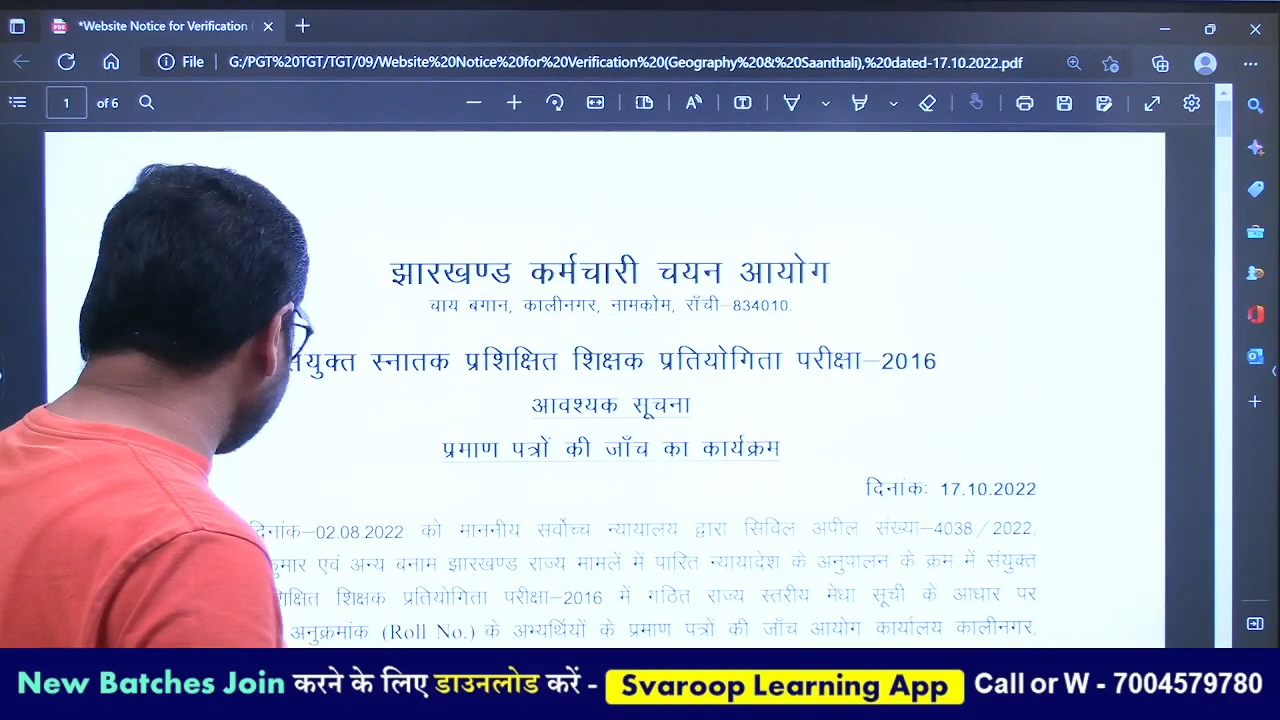 *Website Notice for Verification
File G:/PGT%20TGT/TGT/09/Website%20Notice%20for%20Verification%20(Geography%20&%20Saanthali),%20dated-17.10.2022.pdf
1 of 6
झारखण्ड कर्मचारी चयन आयोग
चाय बगान, कालीनगर, नामकोम, राँची-834010.
संयुक्त स्नातक प्रशिक्षित शिक्षक प्रतियोगिता परीक्षा-2016
आवश्यक सूचना
प्रमाण पत्रों की जाँच का कार्यक्रम
दिनांकः 17.10.2022
दिनांक-02.08.2022 को माननीय सर्वोच्च न्यायालय द्वारा सिविल अपील संख्या-4038/2022,
कुमार एवं अन्य बनाम झारखण्ड राज्य मामलें में पारित न्यायादेश के अनुपालन के क्रम में संयुक्त
शिक्षक प्रतियोगिता परीक्षा-2016 में गठित राज्य स्तरीय मेधा सूची के आधार पर
अनुक्रमांक (Roll No.) के अभ्यर्थियों के प्रमाण पत्रों की जाँच आयोग कार्यालय कालीनगर,
New Batches Join करने के लिए डाउनलोड करें - Svaroop Learning App Call or W - 7004579780